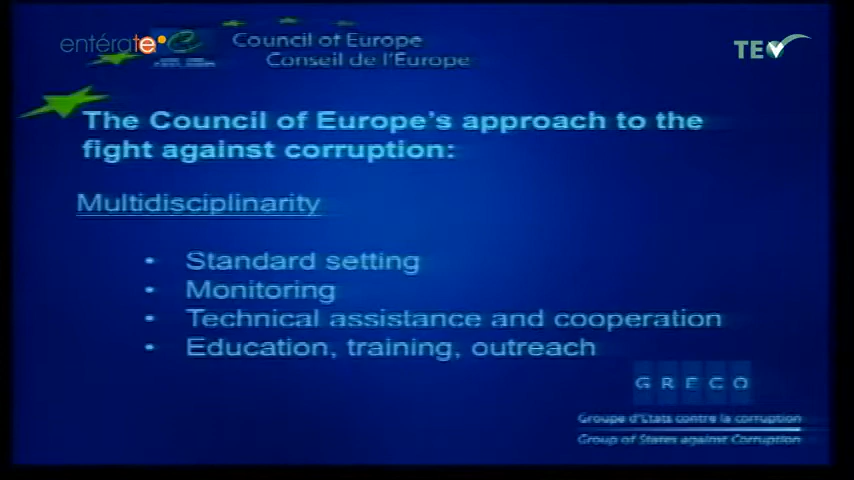 entérate
Council of Europe
Conseil de l'Europe
TEV
The Council of Europe's approach to the
fight against corruption:
Multidisciplinarity
• Standard setting
• Monitoring
• Technical assistance and cooperation
• Education, training, outreach
GRECO
Groupe d'Etats contre la corruption
Group of States against Corruption